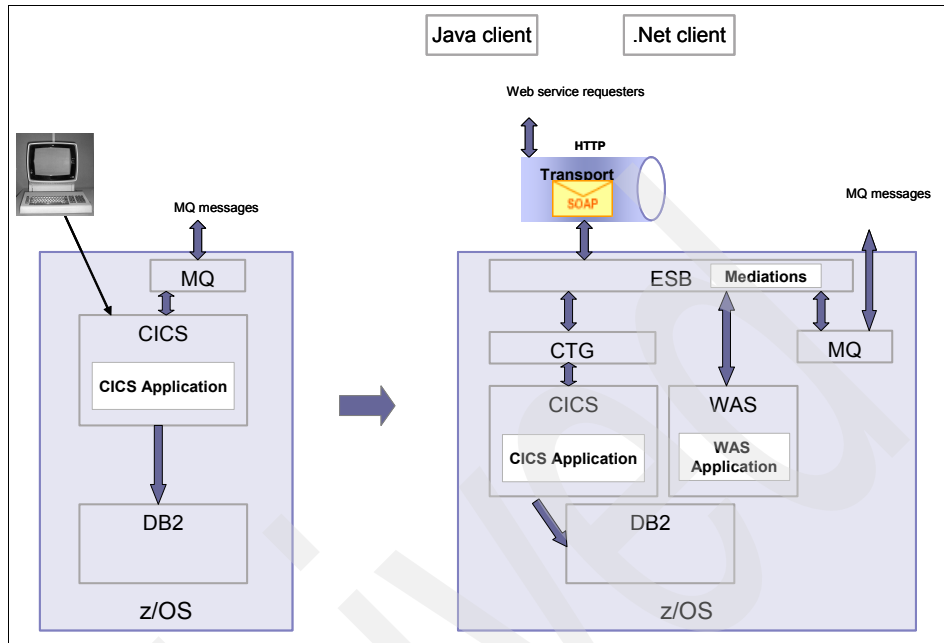 Java client
.Net client
Web service requesters
HTTP
Transport
SOAP
MQ messages
MQ messages
MQ
CICS
CICS Application
DB2
z/OS
ESB
Mediations
CTG
MQ
CICS
WAS
CICS Application
WAS
Application
DB2
z/OS